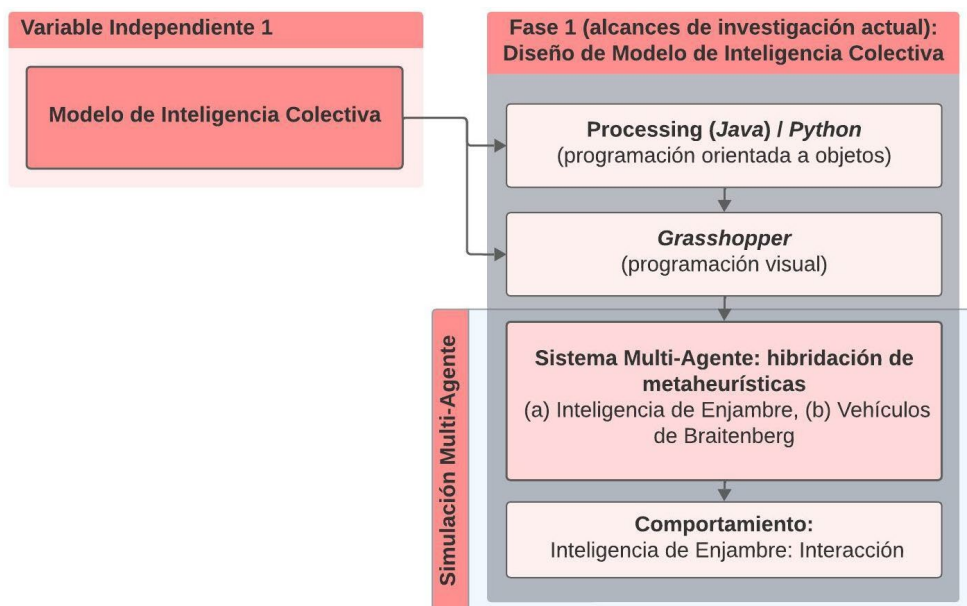 Variable Independiente 1
Modelo de Inteligencia Colectiva
Fase 1 (alcances de investigación actual):
Diseño de Modelo de Inteligencia Colectiva
Processing (Java) / Python
(programación orientada a objetos)
Grasshopper
(programación visual)
Simulación Multi-Agente
Sistema Multi-Agente: hibridación de
metaheurísticas
(a) Inteligencia de Enjambre, (b) Vehículos
de Braitenberg
Comportamiento:
Inteligencia de Enjambre: Interacción